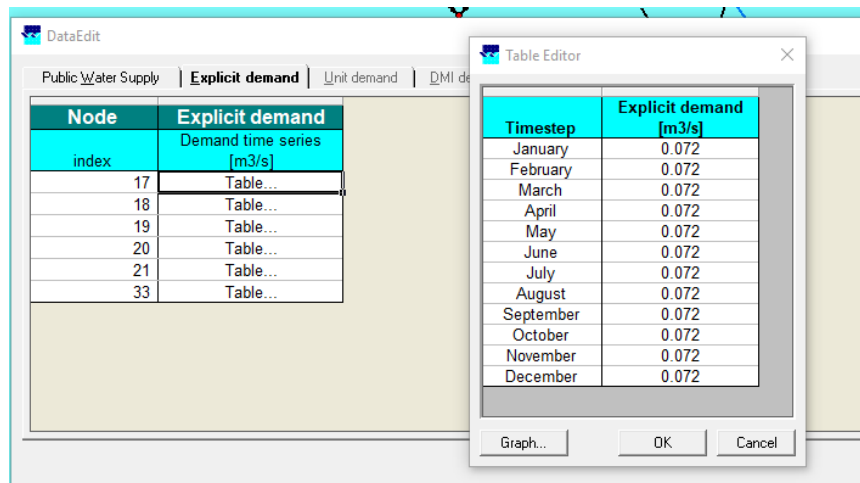 DataEdit
Public Water Supply Explicit demand Unit demand DMI de
Node Explicit demand
index Demand time series [m3/s]
17 Table...
18 Table...
19 Table...
20 Table...
21 Table...
33 Table...
Table Editor
Timestep Explicit demand [m3/s]
January 0.072
February 0.072
March 0.072
April 0.072
May 0.072
June 0.072
July 0.072
August 0.072
September 0.072
October 0.072
November 0.072
December 0.072
Graph... OK Cancel